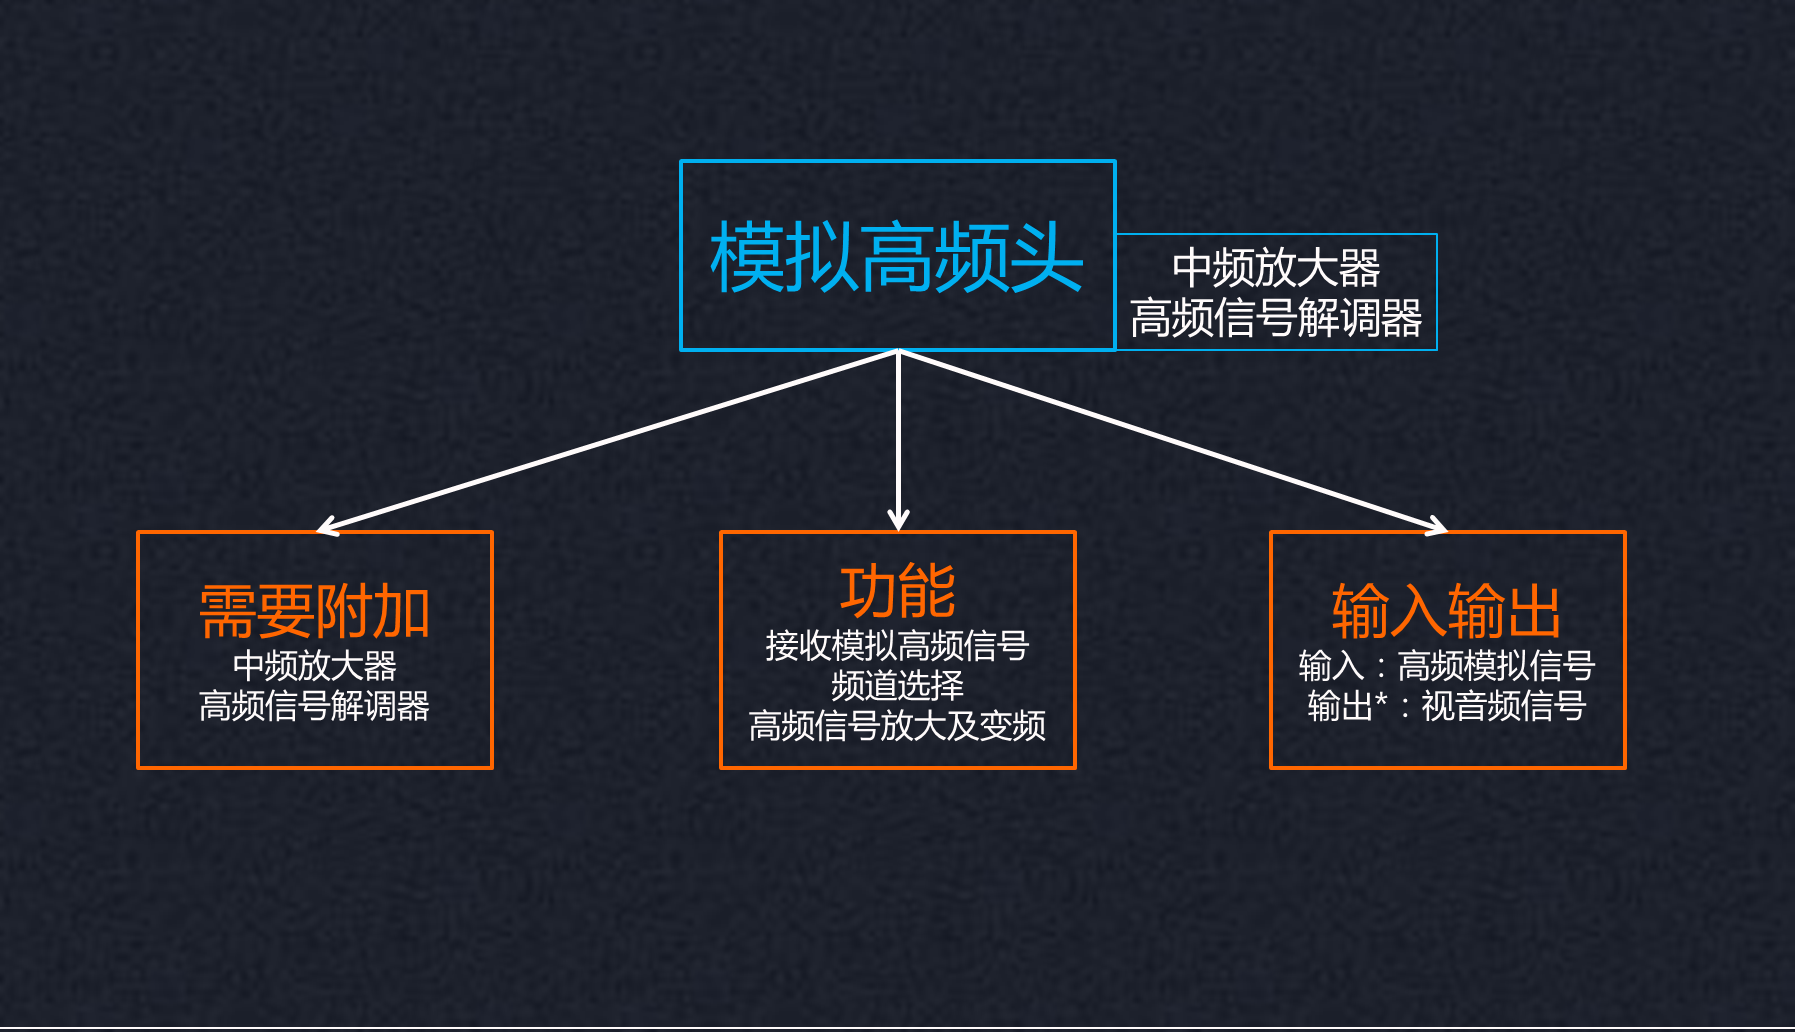 模拟高频头
中频放大器
高频信号解调器
需要附加
中频放大器
高频信号解调器
功能
接收模拟高频信号
频道选择
高频信号放大及变频
输入输出
输入：高频模拟信号
输出*：视音频信号